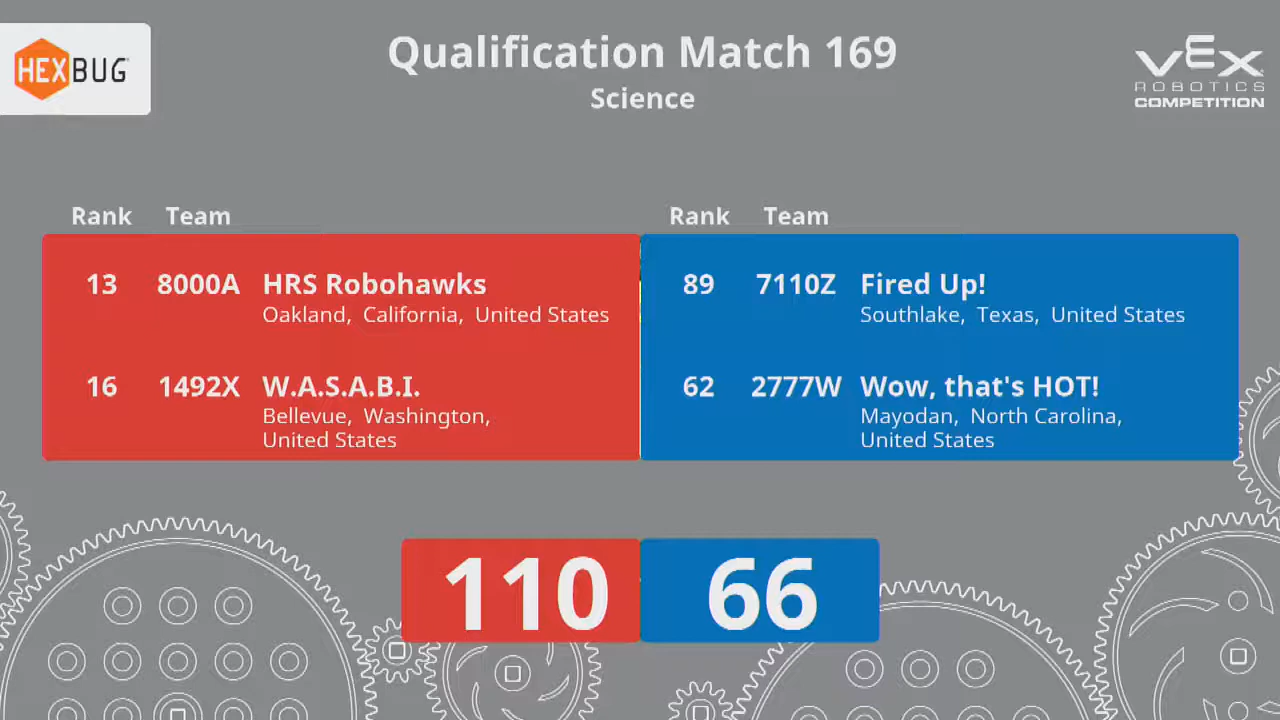 HEXBUG
Qualification Match 169
Science
VEX
ROBOTICS
COMPETITION
Rank Team
13 8000A HRS Robohawks
Oakland, California, United States
16 1492X W.A.S.A.B.I.
Bellevue, Washington,
United States
Rank Team
89 7110Z Fired Up!
Southlake, Texas, United States
62 2777W Wow, that's HOT!
Mayodan, North Carolina,
United States
110 66